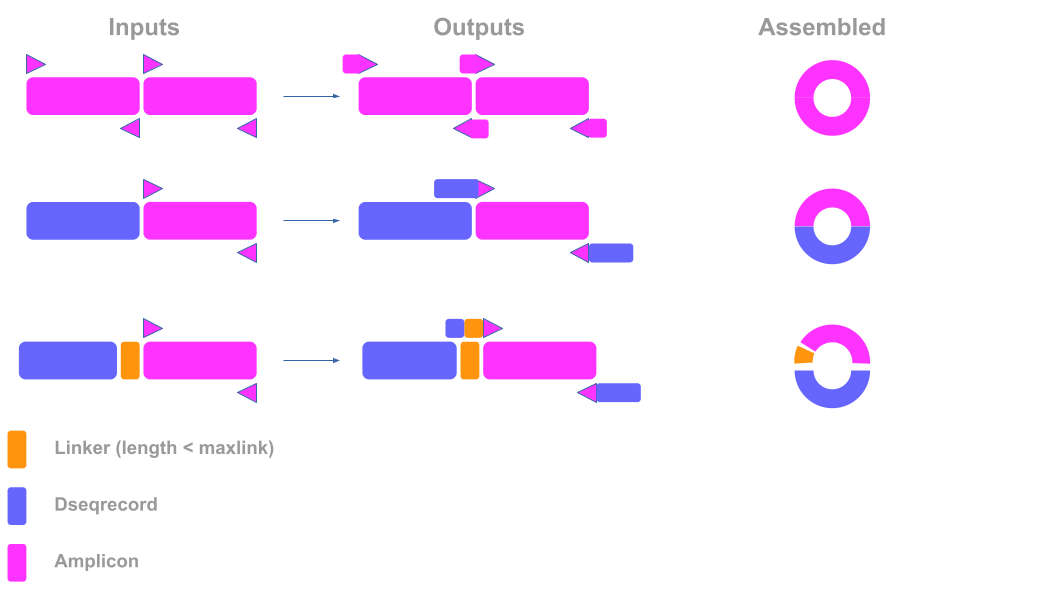 Inputs
Outputs
Assembled
Linker (length < maxlink)
Dseqrecord
Amplicon